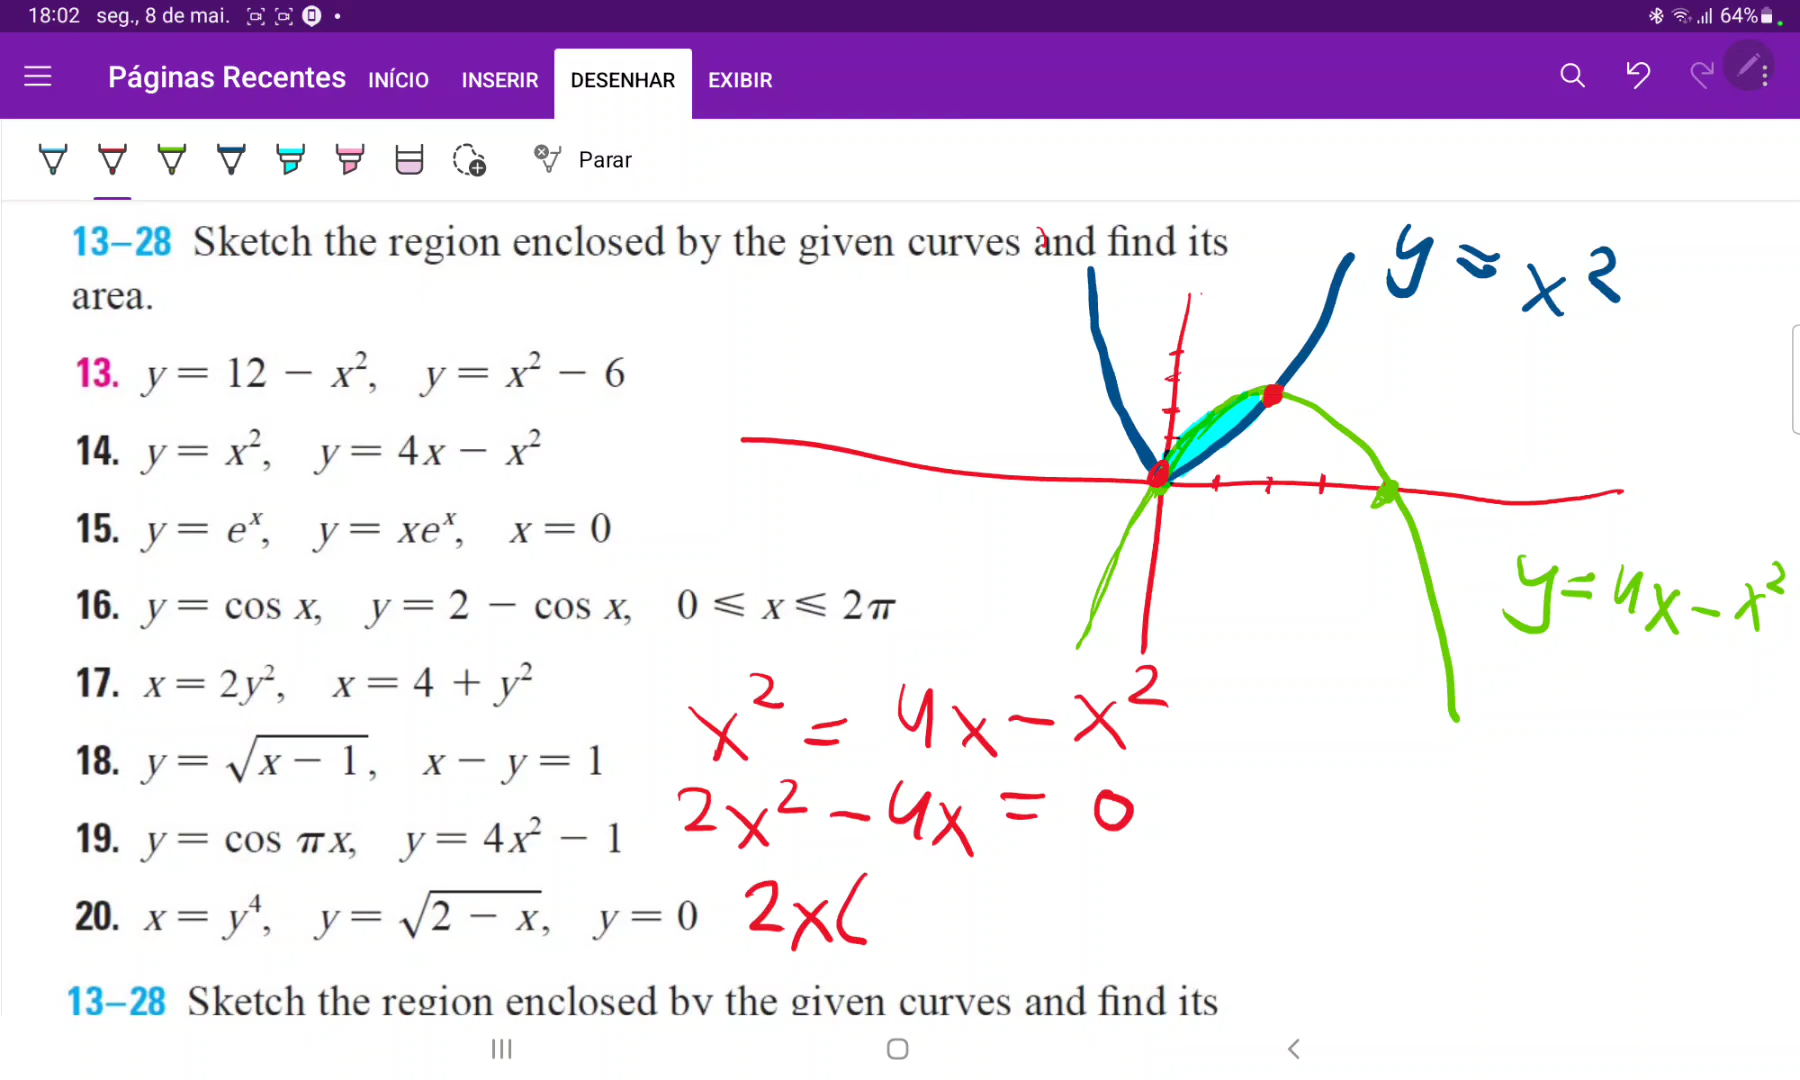 18:02 seg., 8 de mai.
64%
Páginas Recentes INÍCIO INSERIR DESENHAR EXIBIR
Parar
13–28 Sketch the region enclosed by the given curves and find its
area.
13. y = 12 − x², y = x² − 6
14. y = x², y = 4x − x²
15. y = eˣ, y = xeˣ, x = 0
16. y = cos x, y = 2 − cos x, 0 ⩽ x ⩽ 2π
17. x = 2y², x = 4 + y²
18. y = √(x − 1), x − y = 1
19. y = cos πx, y = 4x² − 1
20. x = y⁴, y = √(2 − x), y = 0
y = x²
y = 4x − x²
x² = 4x − x²
2x² − 4x = 0
2x(
13–28 Sketch the region enclosed by the given curves and find its